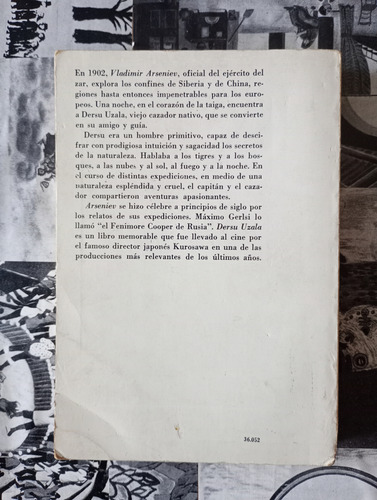 En 1902, Vladimir Arseniev, oficial del ejército del
zar, explora los confines de Siberia y de China, re-
giones hasta entonces impenetrables para los euro-
peos. Una noche, en el corazón de la taiga, encuentra
a Dersu Uzala, viejo cazador nativo, que se convierte
en su amigo y guía.
Dersu era un hombre primitivo, capaz de desci-
frar con prodigiosa intuición y sagacidad los secretos
de la naturaleza. Hablaba a los tigres y a los bos-
ques, a las nubes y al sol, al fuego y a la noche. En
el curso de distintas expediciones, en medio de una
naturaleza espléndida y cruel, el capitán y el caza-
dor compartieron aventuras apasionantes.
Arseniev se hizo célebre a principios de siglo por
los relatos de sus expediciones. Máximo Gerlsi lo
llamó "el Fenimore Cooper de Rusia". Dersu Uzala
es un libro memorable que fue llevado al cine por
el famoso director japonés Kurosawa en una de las
producciones más relevantes de los últimos años.
36.052